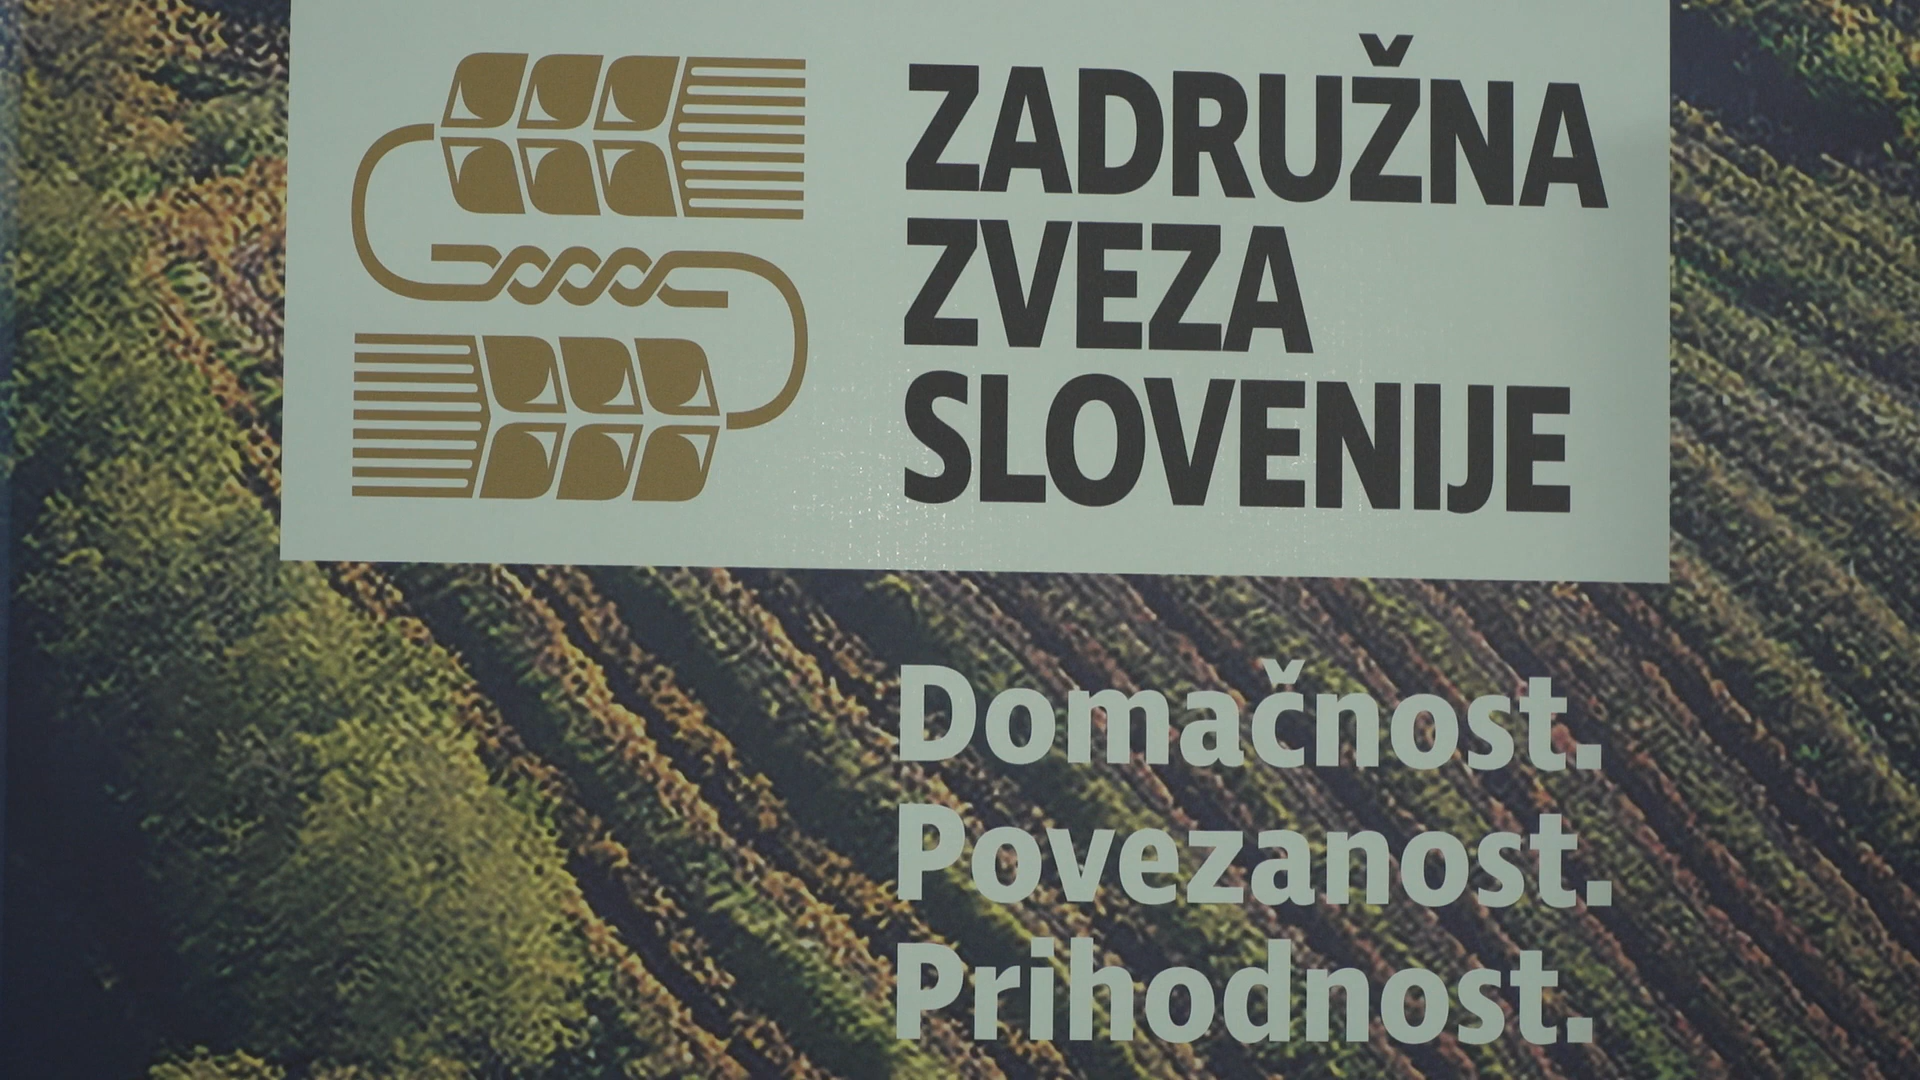 ZADRUŽNA
ZVEZA
SLOVENIJE
Domačnost.
Povezanost.
Prihodnost.